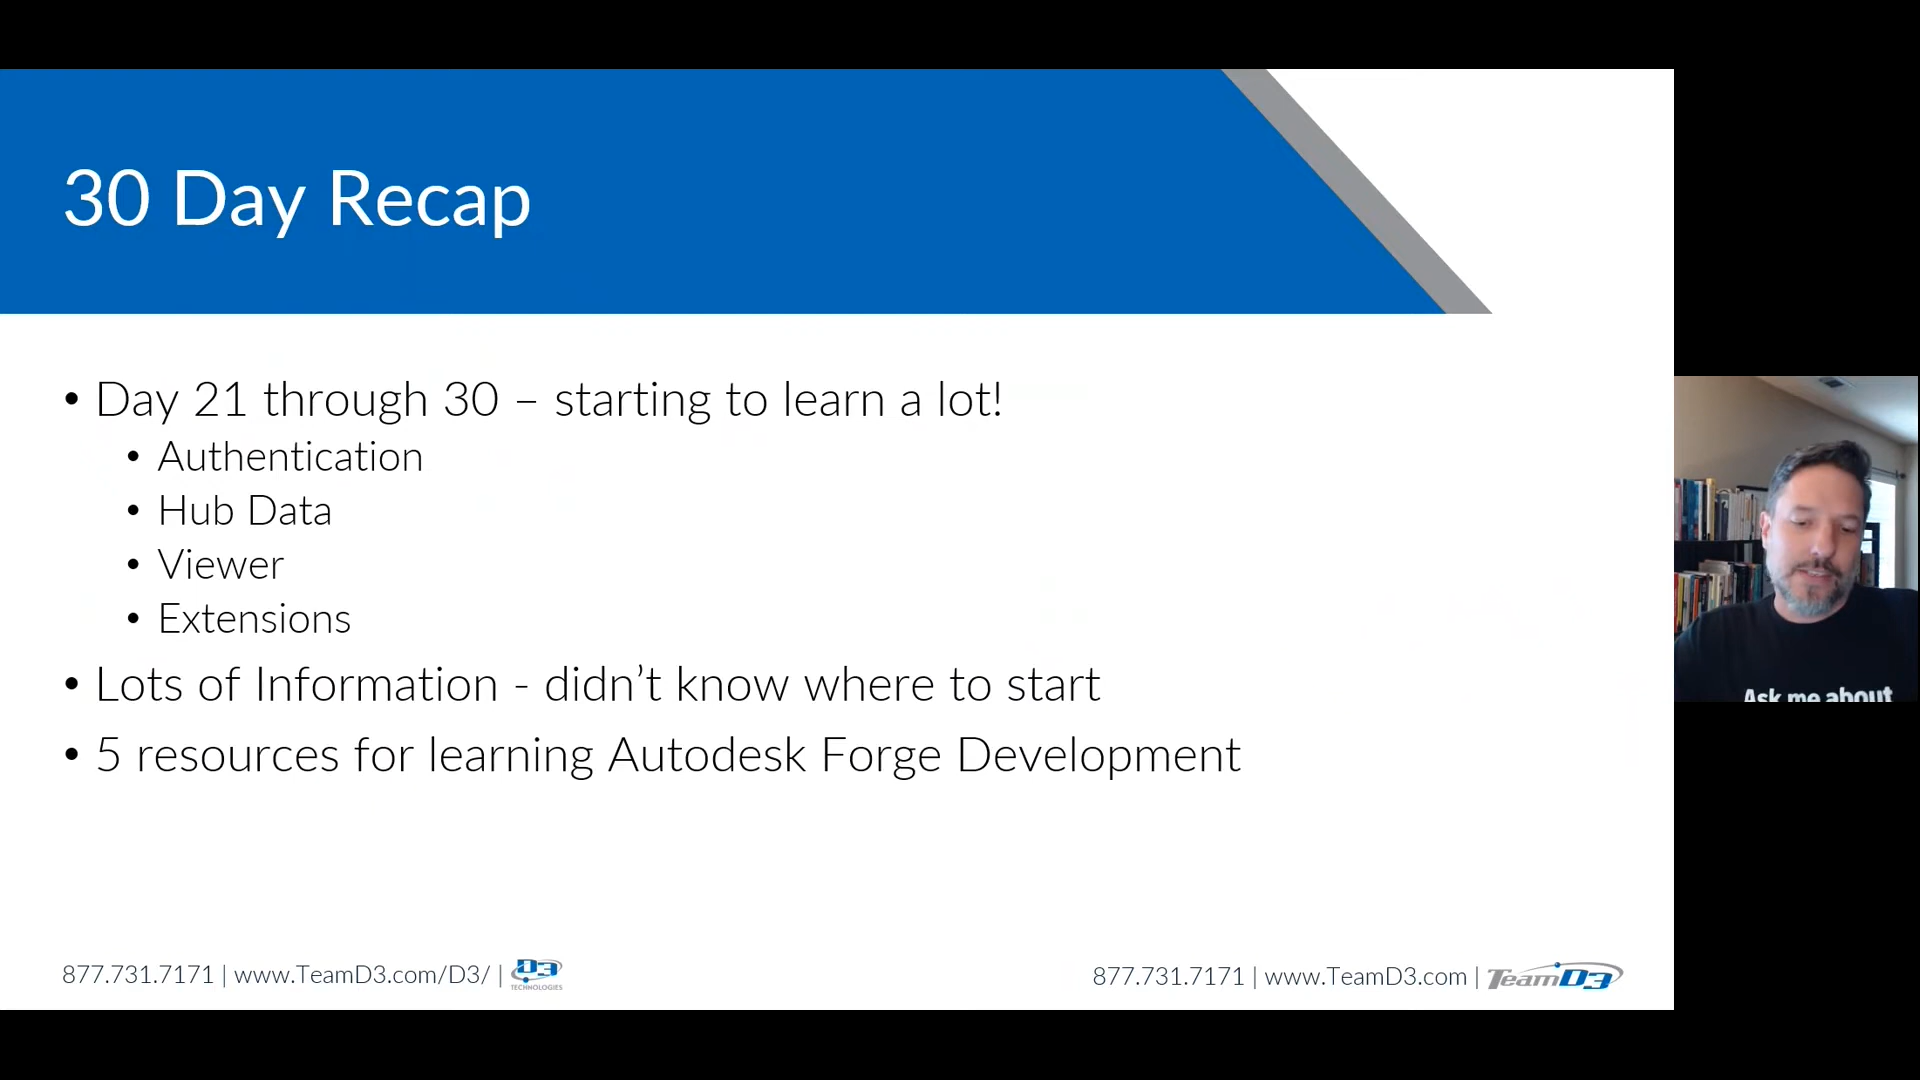 30 Day Recap
• Day 21 through 30 – starting to learn a lot!
• Authentication
• Hub Data
• Viewer
• Extensions
• Lots of Information - didn’t know where to start
• 5 resources for learning Autodesk Forge Development
Ask me about
877.731.7171 | www.TeamD3.com/D3/ | D3 TECHNOLOGIES
877.731.7171 | www.TeamD3.com | TeamD3